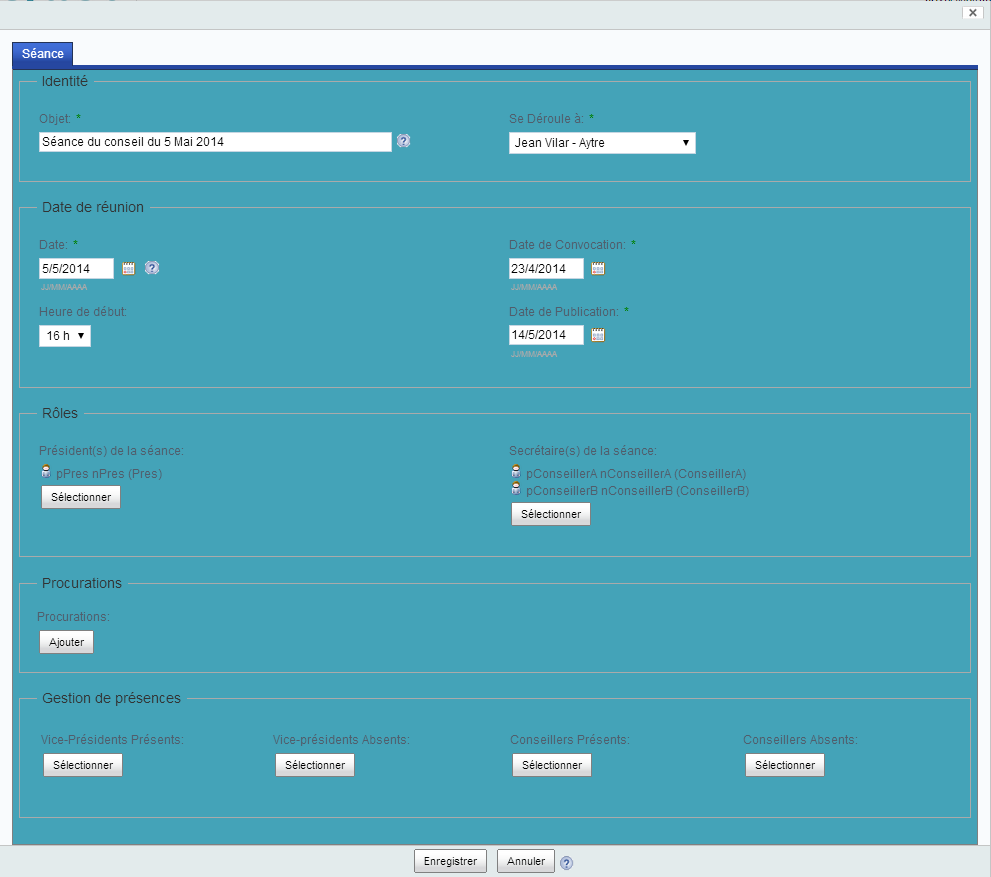 Séance
Identité
Objet: *
Se Déroule à: *
Séance du conseil du 5 Mai 2014
Jean Vilar - Aytre
Date de réunion
Date: *
Date de Convocation: *
5/5/2014
23/4/2014
JJ/MM/AAAA
JJ/MM/AAAA
Heure de début:
Date de Publication: *
16 h
14/5/2014
JJ/MM/AAAA
Rôles
Président(s) de la séance:
Secrétaire(s) de la séance:
pPres nPres (Pres)
pConseillerA nConseillerA (ConseillerA)
pConseillerB nConseillerB (ConseillerB)
Sélectionner
Sélectionner
Procurations
Procurations:
Ajouter
Gestion de présences
Vice-Présidents Présents:
Vice-présidents Absents:
Conseillers Présents:
Conseillers Absents:
Sélectionner
Sélectionner
Sélectionner
Sélectionner
Enregistrer
Annuler